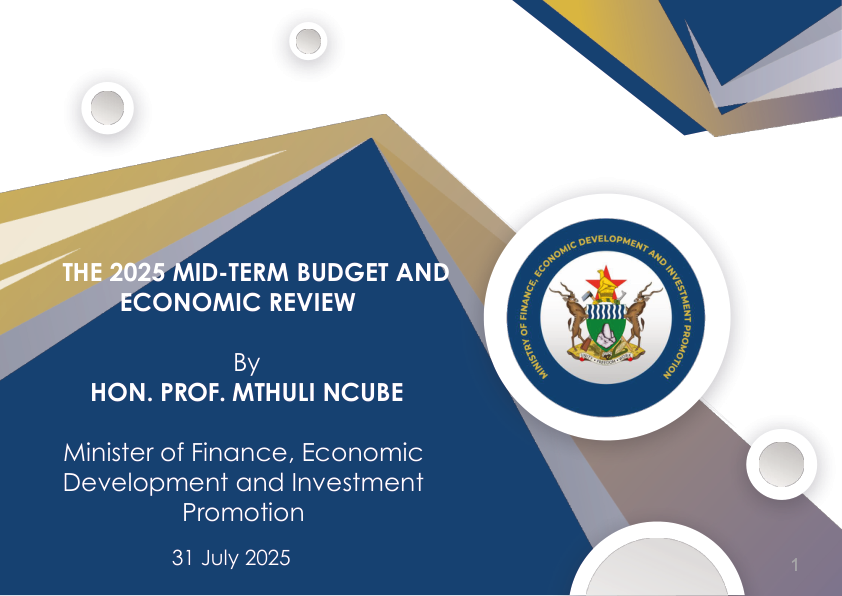 THE 2025 MID-TERM BUDGET AND
ECONOMIC REVIEW
By
HON. PROF. MTHULI NCUBE
Minister of Finance, Economic
Development and Investment
Promotion
31 July 2025
MINISTRY OF FINANCE, ECONOMIC DEVELOPMENT AND INVESTMENT PROMOTION
1